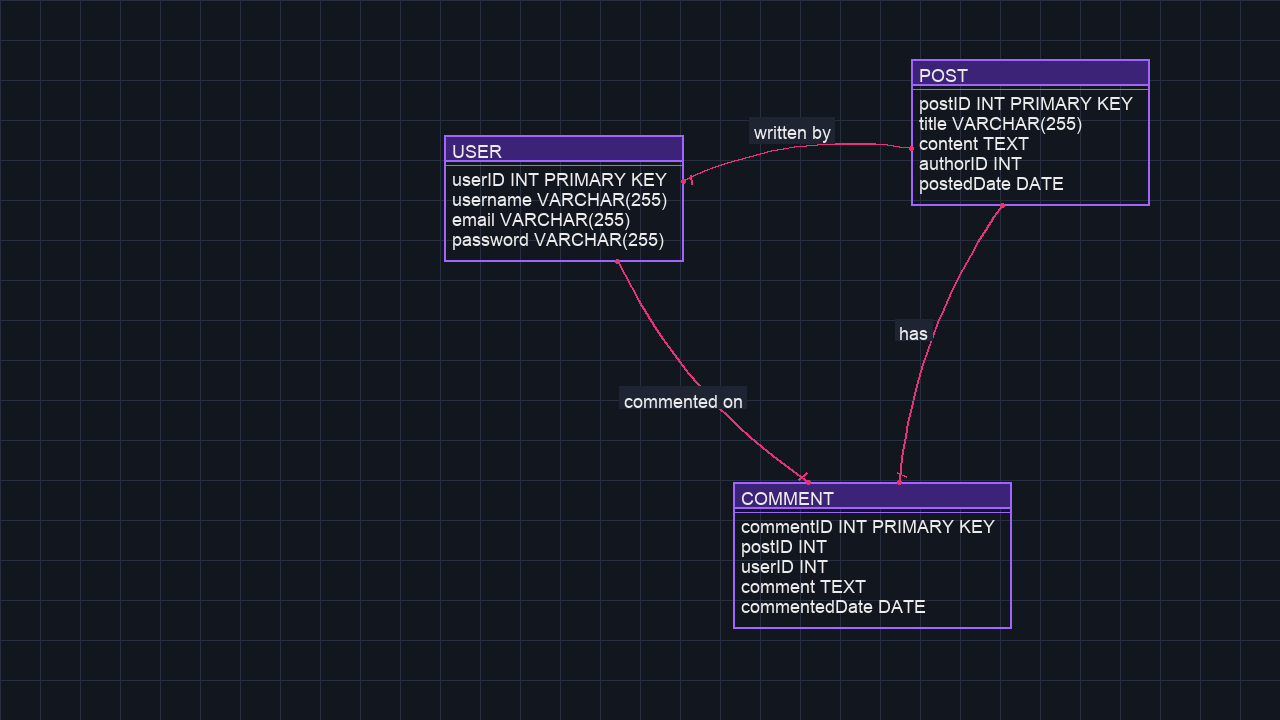 POST
postID INT PRIMARY KEY
title VARCHAR(255)
content TEXT
authorID INT
postedDate DATE
written by
USER
userID INT PRIMARY KEY
username VARCHAR(255)
email VARCHAR(255)
password VARCHAR(255)
has
commented on
COMMENT
commentID INT PRIMARY KEY
postID INT
userID INT
comment TEXT
commentedDate DATE